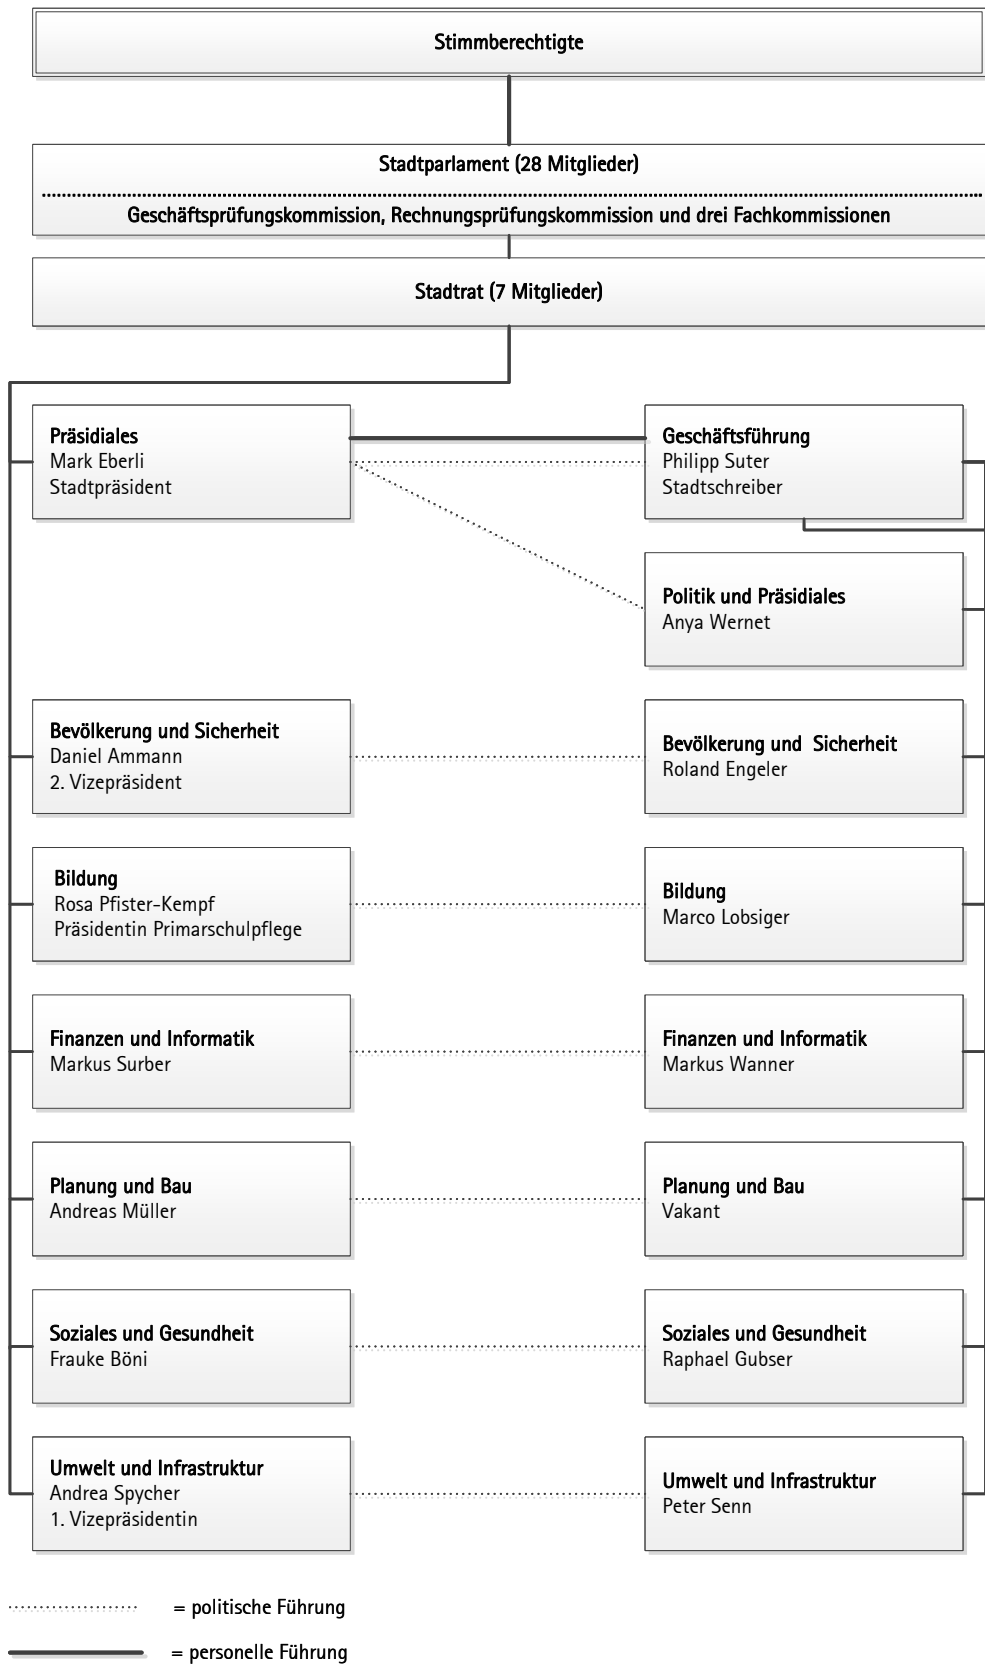 Stimmberechtigte
Stadtparlament (28 Mitglieder)
Geschäftsprüfungskommission, Rechnungsprüfungskommission und drei Fachkommissionen
Stadtrat (7 Mitglieder)
Präsidiales
Mark Eberli
Stadtpräsident
Geschäftsführung
Philipp Suter
Stadtschreiber
Politik und Präsidiales
Anya Wernet
Bevölkerung und Sicherheit
Daniel Ammann
2. Vizepräsident
Bevölkerung und Sicherheit
Roland Engeler
Bildung
Rosa Pfister-Kempf
Präsidentin Primarschulpflege
Bildung
Marco Lobsiger
Finanzen und Informatik
Markus Surber
Finanzen und Informatik
Markus Wanner
Planung und Bau
Andreas Müller
Planung und Bau
Vakant
Soziales und Gesundheit
Frauke Böni
Soziales und Gesundheit
Raphael Gubser
Umwelt und Infrastruktur
Andrea Spycher
1. Vizepräsidentin
Umwelt und Infrastruktur
Peter Senn
= politische Führung
= personelle Führung